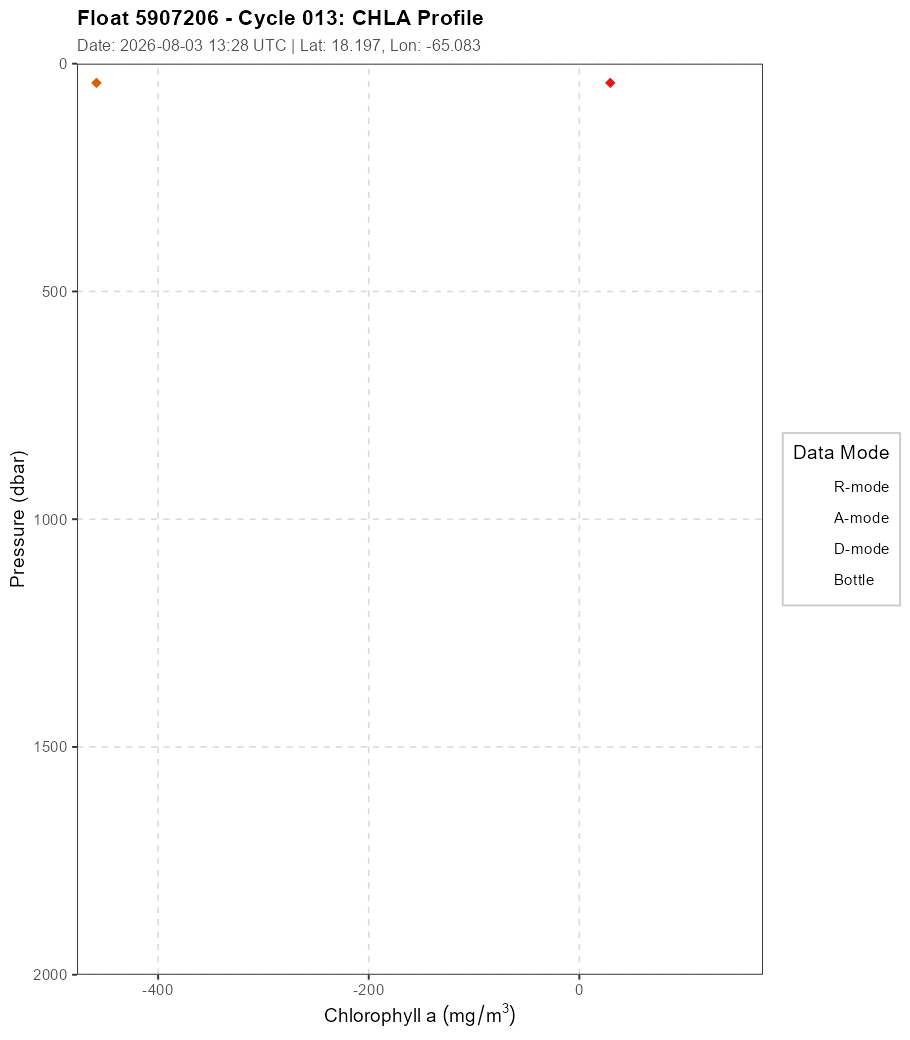 Float 5907206 - Cycle 013: CHLA Profile
Date: 2026-08-03 13:28 UTC | Lat: 18.197, Lon: -65.083
0
500
1000
1500
2000
Pressure (dbar)
-400
-200
0
Chlorophyll a (mg/m³)
Data Mode
R-mode
A-mode
D-mode
Bottle